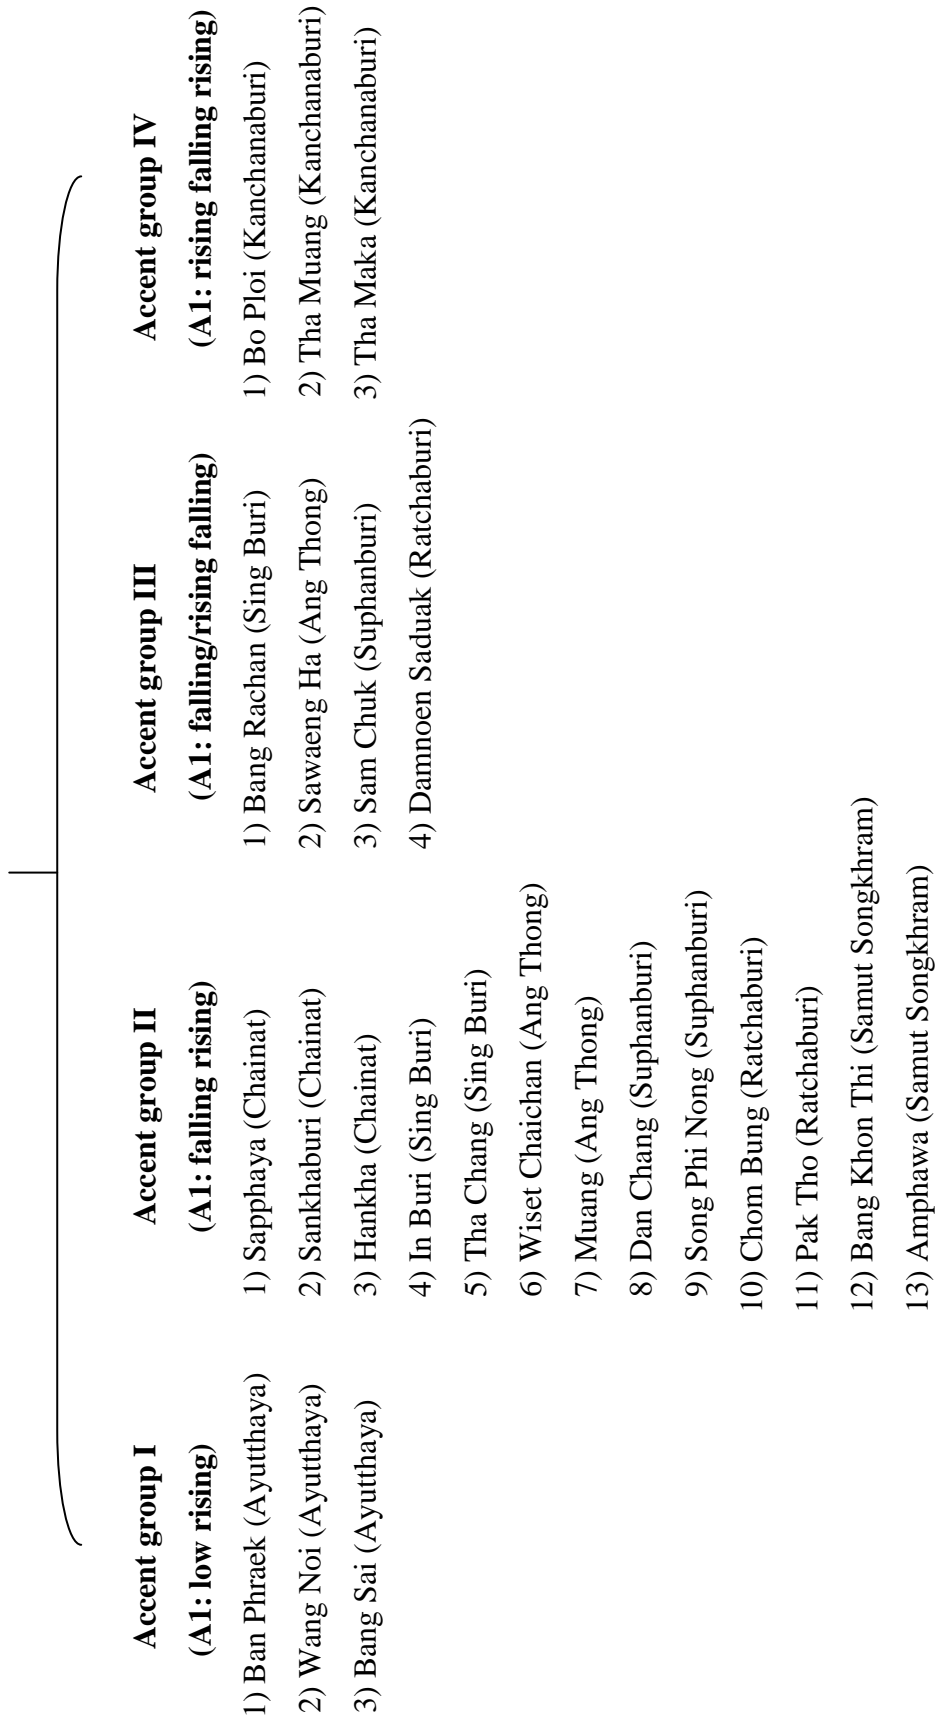 Accent group I
(A1: low rising)
1) Ban Phraek (Ayutthaya)
2) Wang Noi (Ayutthaya)
3) Bang Sai (Ayutthaya)
Accent group II
(A1: falling rising)
1) Sapphaya (Chainat)
2) Sankhaburi (Chainat)
3) Hankha (Chainat)
4) In Buri (Sing Buri)
5) Tha Chang (Sing Buri)
6) Wiset Chaichan (Ang Thong)
7) Muang (Ang Thong)
8) Dan Chang (Suphanburi)
9) Song Phi Nong (Suphanburi)
10) Chom Bung (Ratchaburi)
11) Pak Tho (Ratchaburi)
12) Bang Khon Thi (Samut Songkhram)
13) Amphawa (Samut Songkhram)
Accent group III
(A1: falling/rising falling)
1) Bang Rachan (Sing Buri)
2) Sawaeng Ha (Ang Thong)
3) Sam Chuk (Suphanburi)
4) Damnoen Saduak (Ratchaburi)
Accent group IV
(A1: rising falling rising)
1) Bo Ploi (Kanchanaburi)
2) Tha Muang (Kanchanaburi)
3) Tha Maka (Kanchanaburi)